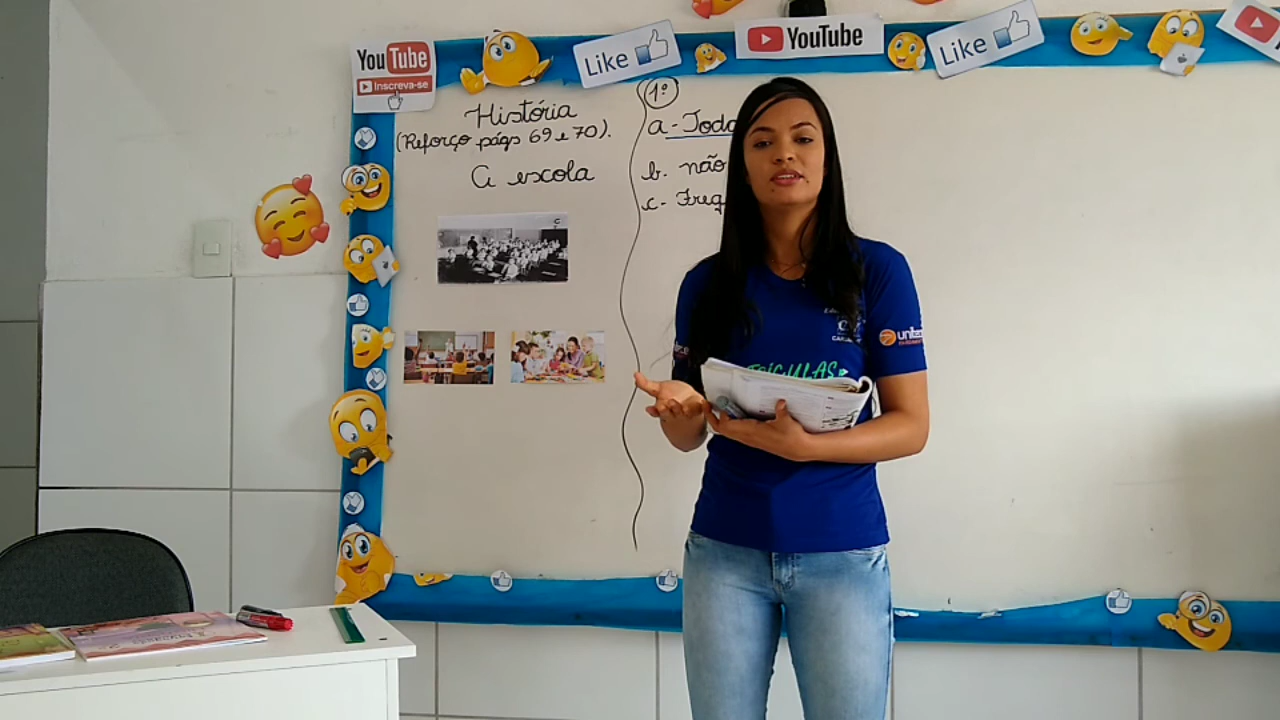 YouTube
Inscreva-se
Like
YouTube
Like
História
(Reforço págs 69 e 70).
A escola
1º
a - Toda
b. não
c - Freq